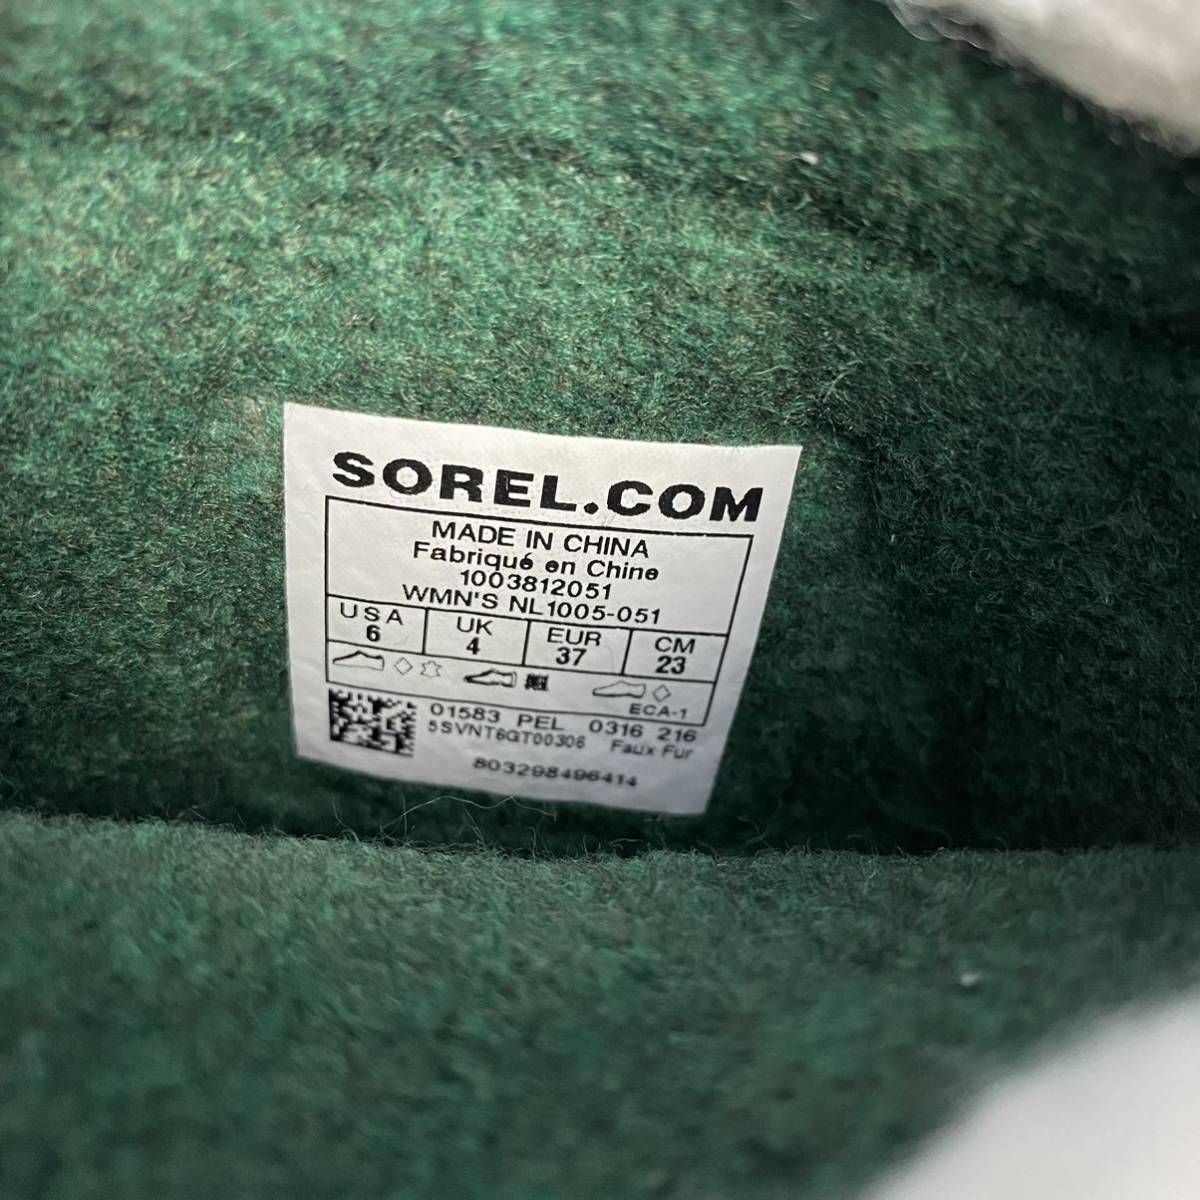 SOREL.COM
MADE IN CHINA
Fabriqué en Chine
1003812051
WMN'S NL1005-051
USA UK EUR CM
6 4 37 23
ECA-1
01583 PEL 0316 216
5SVNT6GT00306 Faux Fur
803298496414